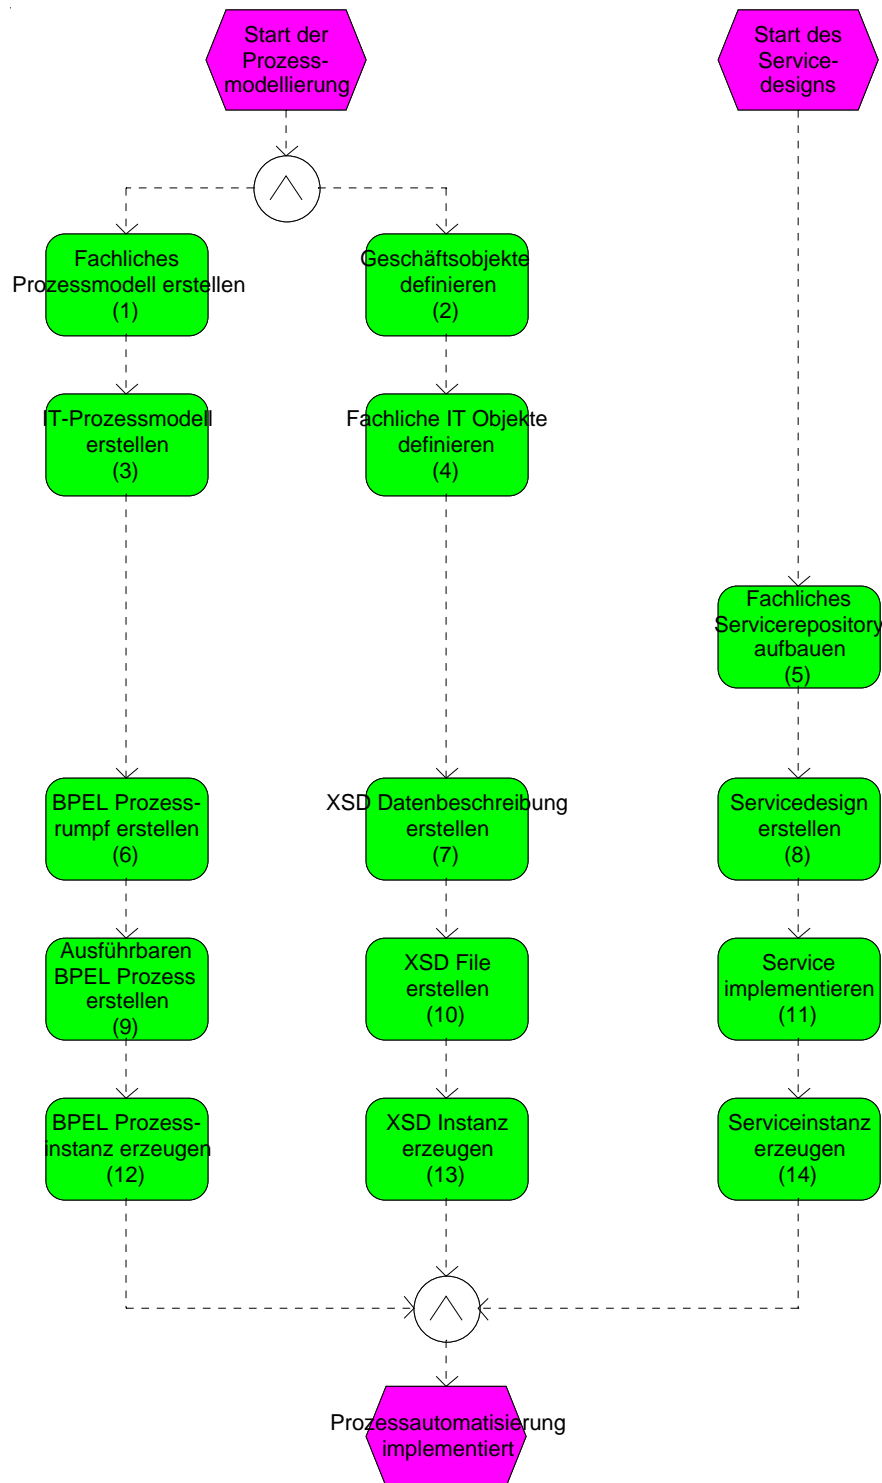 Start der
Prozess-
modellierung
Start des
Service-
designs
Fachliches
Prozessmodell erstellen
(1)
Geschäftsobjekte
definieren
(2)
IT-Prozessmodell
erstellen
(3)
Fachliche IT Objekte
definieren
(4)
Fachliches
Servicerepository
aufbauen
(5)
BPEL Prozess-
rumpf erstellen
(6)
XSD Datenbeschreibung
erstellen
(7)
Servicedesign
erstellen
(8)
Ausführbaren
BPEL Prozess
erstellen
(9)
XSD File
erstellen
(10)
Service
implementieren
(11)
BPEL Prozess-
instanz erzeugen
(12)
XSD Instanz
erzeugen
(13)
Serviceinstanz
erzeugen
(14)
Prozessautomatisierung
implementiert